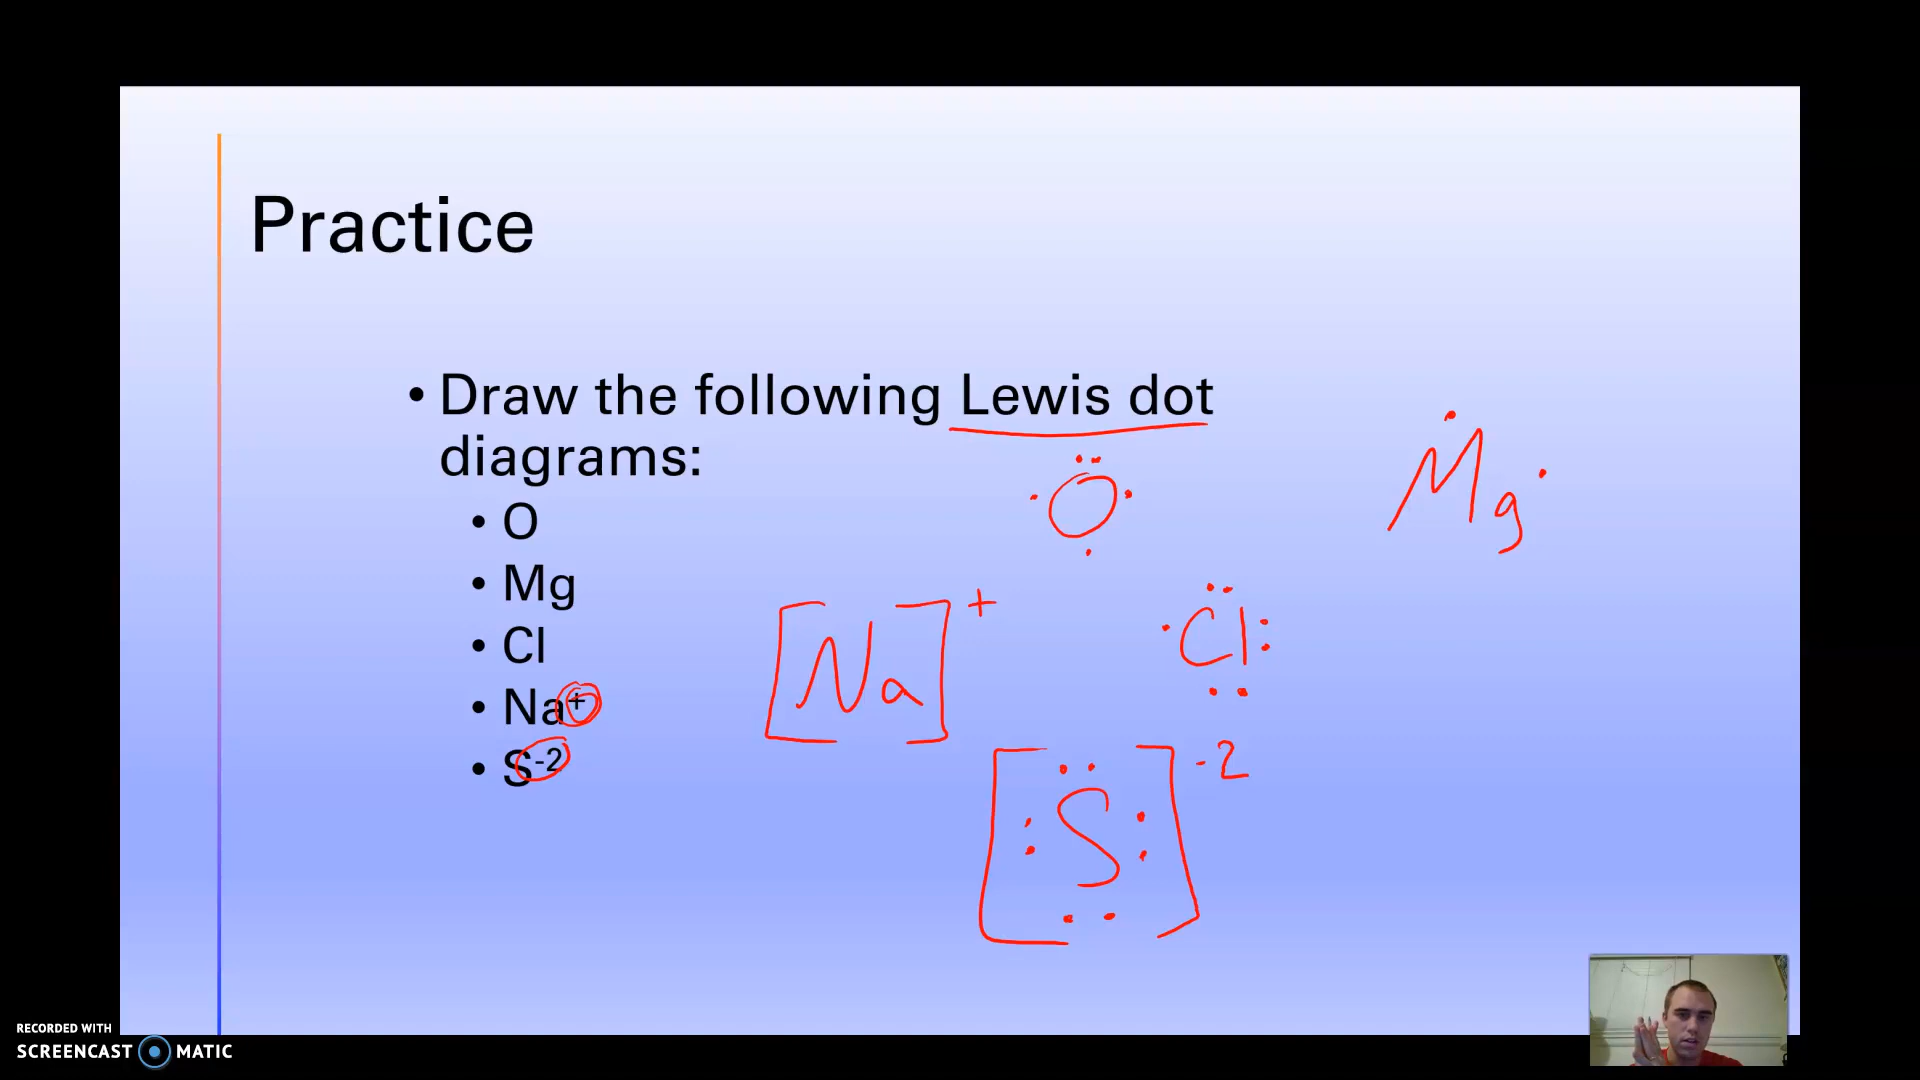 Practice
• Draw the following Lewis dot
diagrams:
• O
• Mg
• Cl
• Na⁺
• S⁻²
O
Mg
[Na]⁺
Cl
[S]⁻²
RECORDED WITH
SCREENCAST MATIC